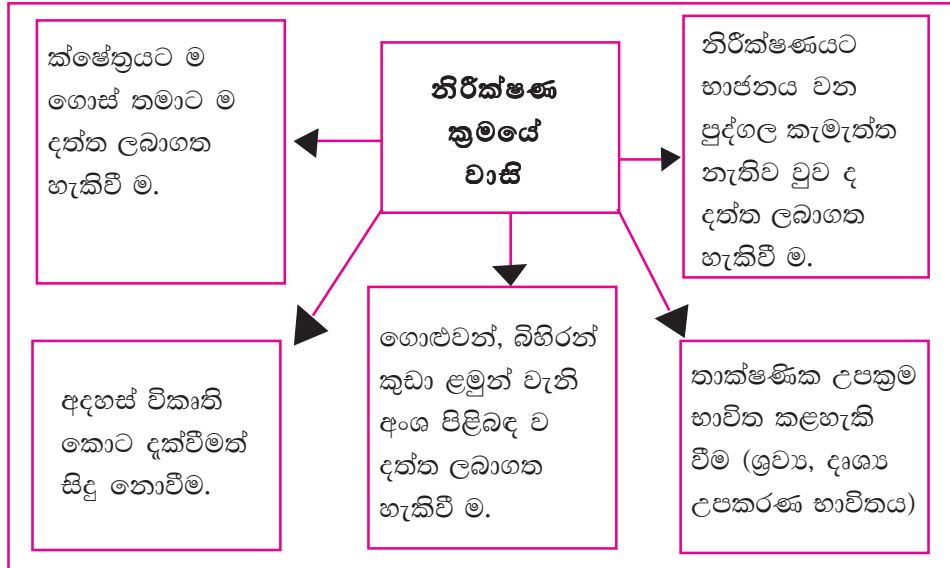 නිරීක්ෂණ
ක්‍රමයේ
වාසි
ක්ෂේත්‍රයට ම
ගොස් තමාට ම
දත්ත ලබාගත
හැකිවී ම.
නිරීක්ෂණයට
භාජනය වන
පුද්ගල කැමැත්ත
නැතිව වුව ද
දත්ත ලබාගත
හැකිවී ම.
අදහස් විකෘති
කොට දැක්වීමත්
සිදු නොවීම.
ගොළුවන්, බිහිරන්
කුඩා ළමුන් වැනි
අංශ පිළිබඳ ව
දත්ත ලබාගත
හැකිවී ම.
තාක්ෂණික උපක්‍රම
භාවිත කළහැකි
වීම (ශ්‍රව්‍ය, දෘශ්‍ය
උපකරණ භාවිතය)